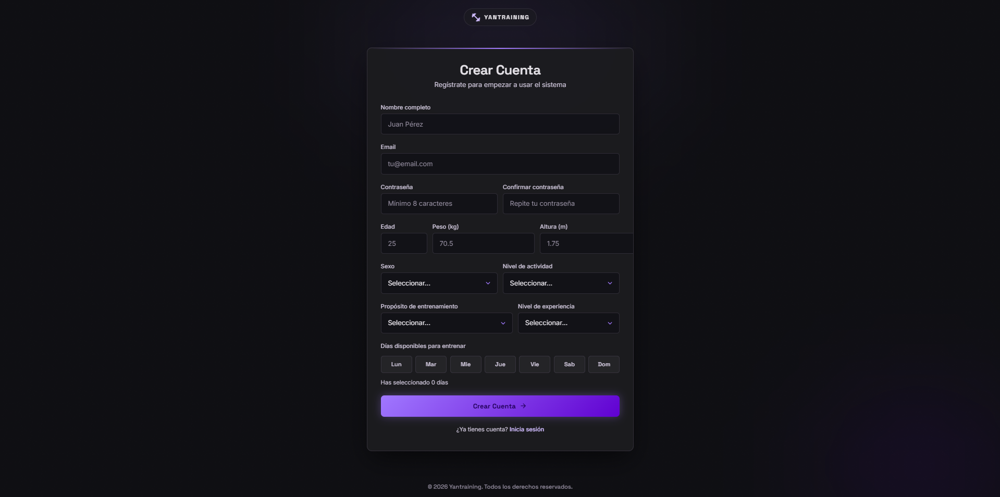 YANTRAINING
Crear Cuenta
Regístrate para empezar a usar el sistema
Nombre completo
Juan Pérez
Email
tu@email.com
Contraseña Confirmar contraseña
Mínimo 8 caracteres Repite tu contraseña
Edad Peso (kg) Altura (m)
25 70.5 1.75
Sexo Nivel de actividad
Seleccionar... Seleccionar...
Propósito de entrenamiento Nivel de experiencia
Seleccionar... Seleccionar...
Días disponibles para entrenar
Lun Mar Mie Jue Vie Sab Dom
Has seleccionado 0 días
Crear Cuenta →
¿Ya tienes cuenta? Inicia sesión
© 2026 Yantraining. Todos los derechos reservados.